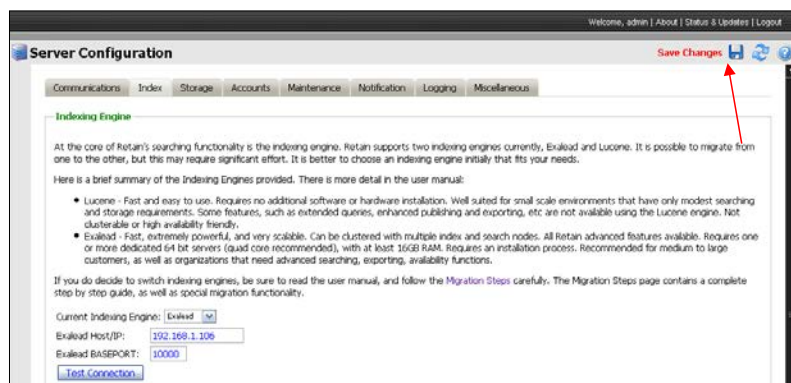 Welcome, admin | About | Status & Updates | Logout
Server Configuration
Save Changes
Communications Index Storage Accounts Maintenance Notification Logging Miscellaneous
Indexing Engine
At the core of Retain's searching functionality is the indexing engine. Retain supports two indexing engines currently, Exalead and Lucene. It is possible to migrate from
one to the other, but this may require significant effort. It is better to choose an indexing engine initially that fits your needs.
Here is a brief summary of the Indexing Engines provided. There is more detail in the user manual:
• Lucene - Fast and easy to use. Requires no additional software or hardware installation. Well suited for small scale environments that have only modest searching
and storage requirements. Some features, such as extended queries, enhanced publishing and exporting, etc are not available using the Lucene engine. Not
clusterable or high availability friendly.
• Exalead - Fast, extremely powerful, and very scalable. Can be clustered with multiple index and search nodes. All Retain advanced features available. Requires one
or more dedicated 64 bit servers (quad core recommended), with at least 16GB RAM. Requires an installation process. Recommended for medium to large
customers, as well as organizations that need advanced searching, exporting, availability functions.
If you do decide to switch indexing engines, be sure to read the user manual, and follow the Migration Steps carefully. The Migration Steps page contains a complete
step by step guide, as well as special migration functionality.
Current Indexing Engine: Exalead
Exalead Host/IP: 192.168.1.106
Exalead BASEPORT: 10000
Test Connection